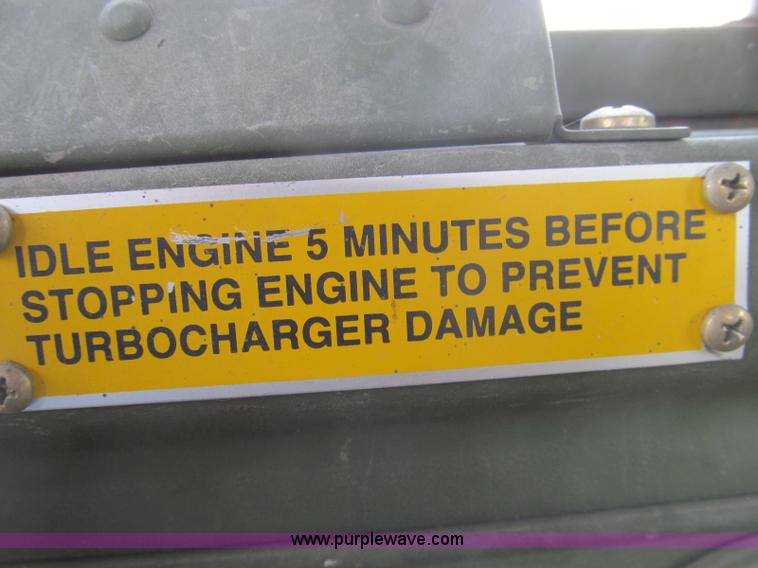 IDLE ENGINE 5 MINUTES BEFORE
STOPPING ENGINE TO PREVENT
TURBOCHARGER DAMAGE
www.purplewave.com